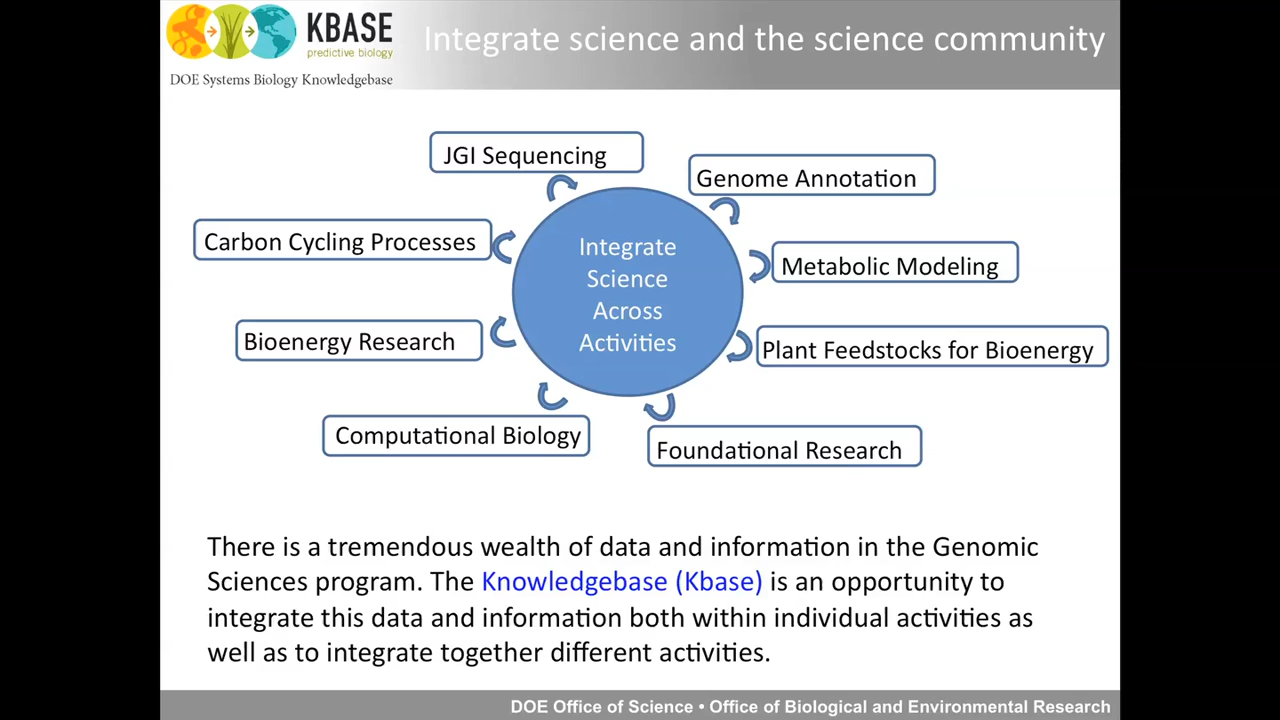 KBASE
predictive biology
DOE Systems Biology Knowledgebase
Integrate science and the science community
JGI Sequencing
Genome Annotation
Carbon Cycling Processes
Metabolic Modeling
Integrate
Science
Across
Activities
Bioenergy Research
Plant Feedstocks for Bioenergy
Computational Biology
Foundational Research
There is a tremendous wealth of data and information in the Genomic
Sciences program. The Knowledgebase (Kbase) is an opportunity to
integrate this data and information both within individual activities as
well as to integrate together different activities.
DOE Office of Science • Office of Biological and Environmental Research